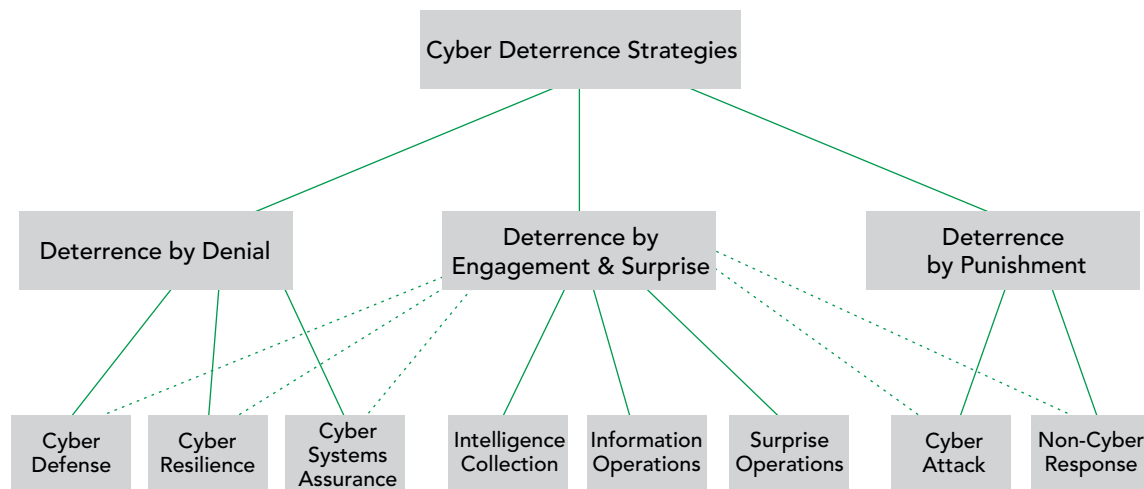 Cyber Deterrence Strategies
Deterrence by Denial
Deterrence by
Engagement & Surprise
Deterrence
by Punishment
Cyber
Defense
Cyber
Resilience
Cyber
Systems
Assurance
Intelligence
Collection
Information
Operations
Surprise
Operations
Cyber
Attack
Non-Cyber
Response